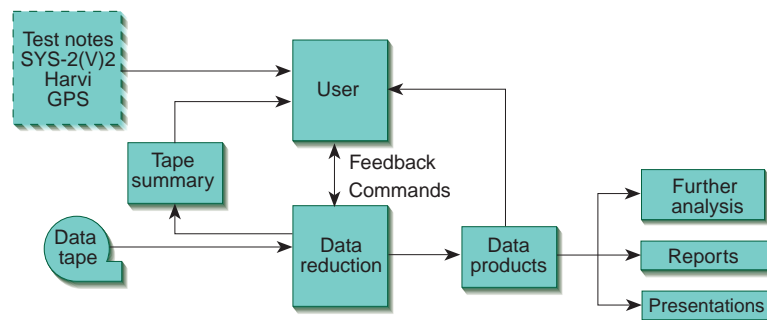 Test notes
SYS-2(V)2
Harvi
GPS
User
Tape
summary
Feedback
Commands
Data
tape
Data
reduction
Data
products
Further
analysis
Reports
Presentations